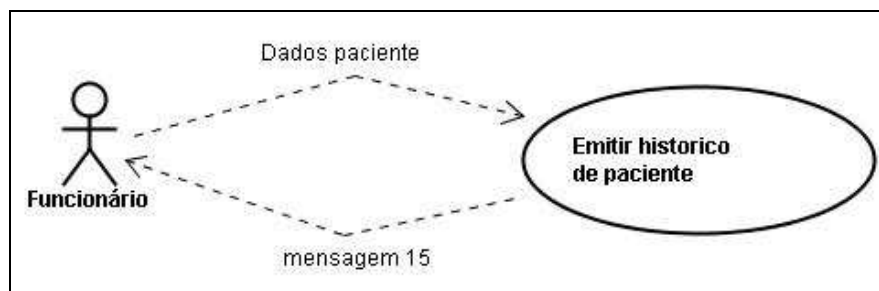 Dados paciente
Emitir historico
de paciente
Funcionário
mensagem 15